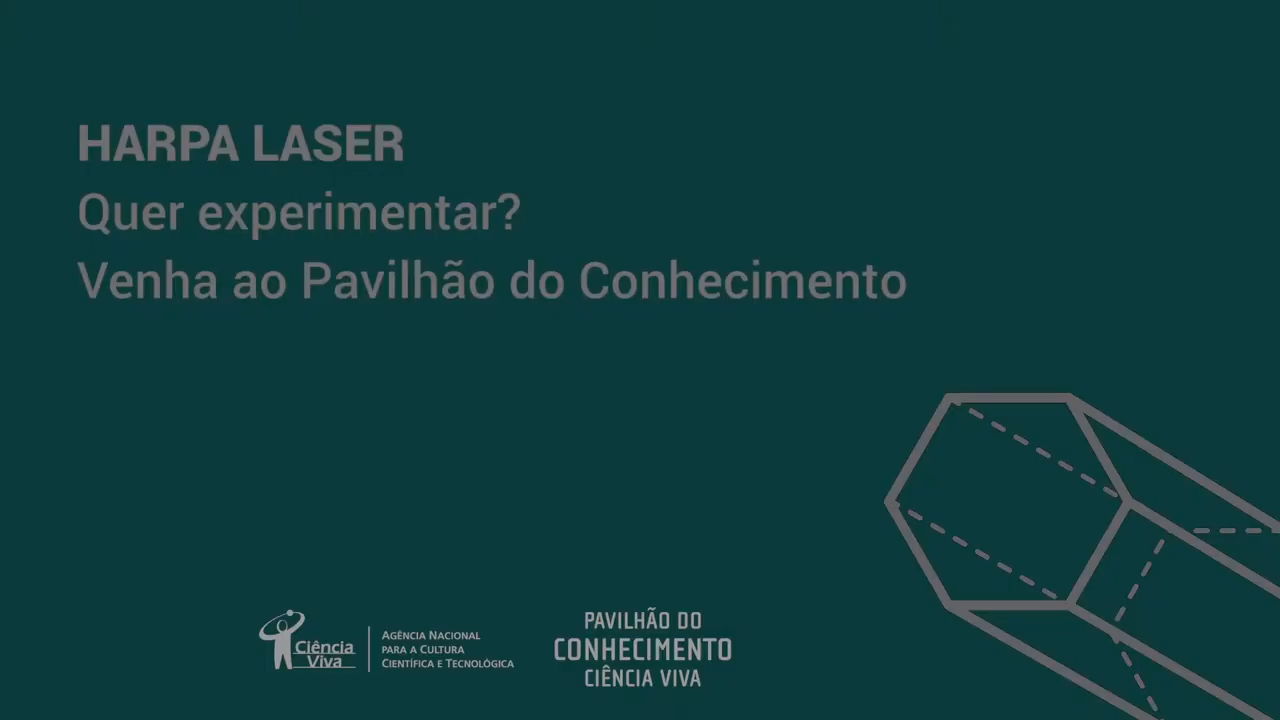 HARPA LASER
Quer experimentar?
Venha ao Pavilhão do Conhecimento
Ciência Viva
AGÊNCIA NACIONAL
PARA A CULTURA
CIENTÍFICA E TECNOLÓGICA
PAVILHÃO DO
CONHECIMENTO
CIÊNCIA VIVA